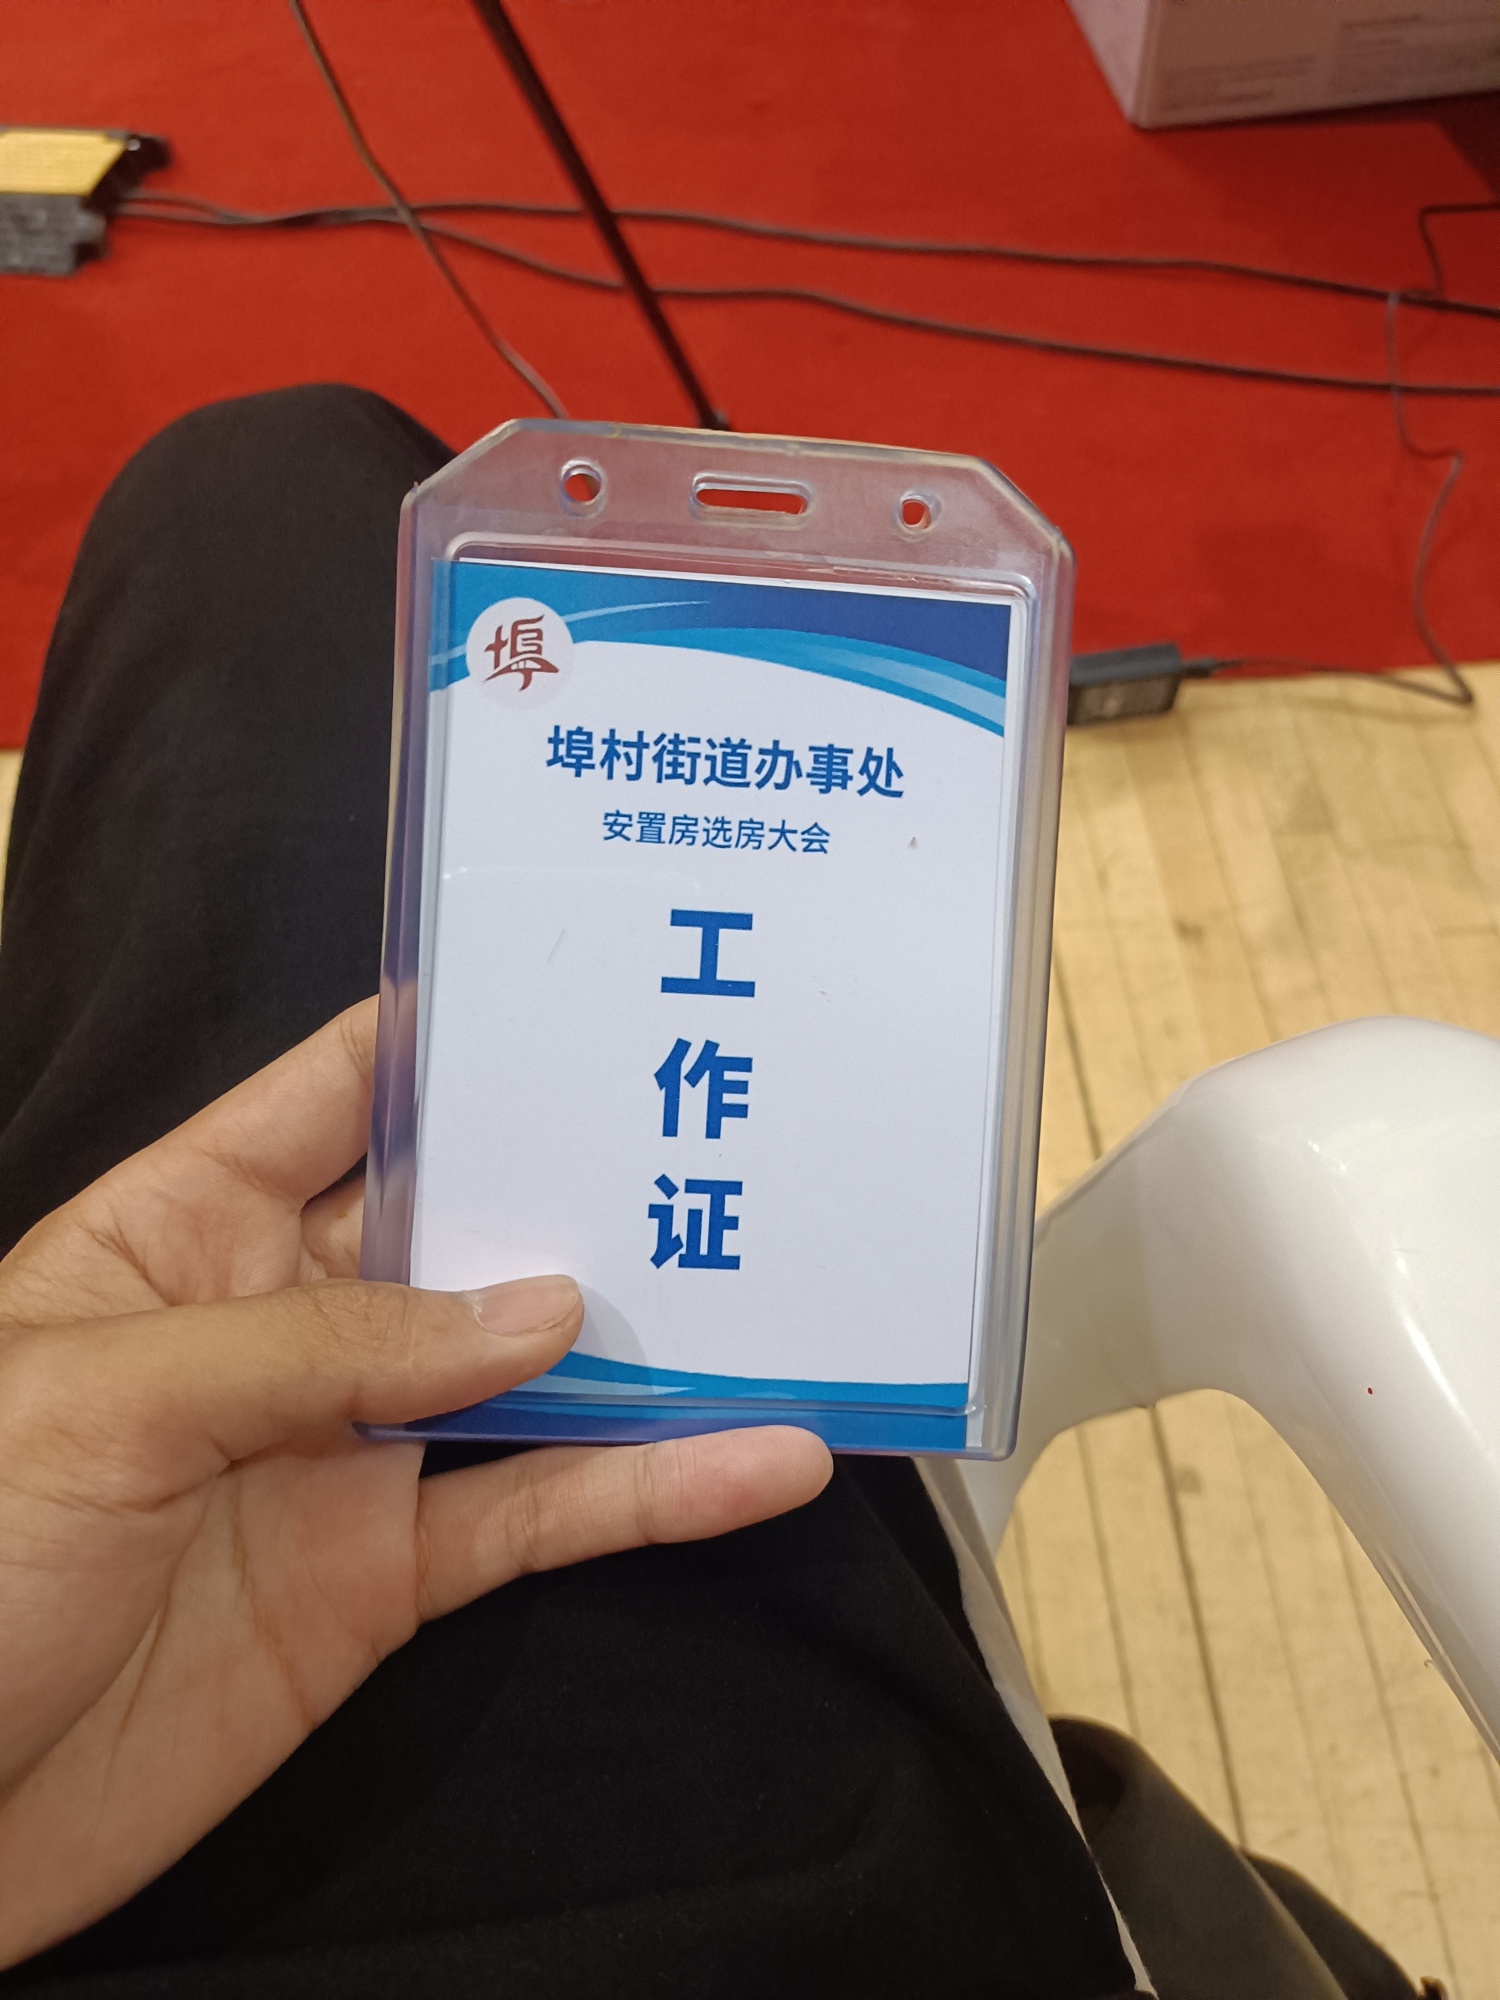 埠
埠村街道办事处
安置房选房大会
工
作
证